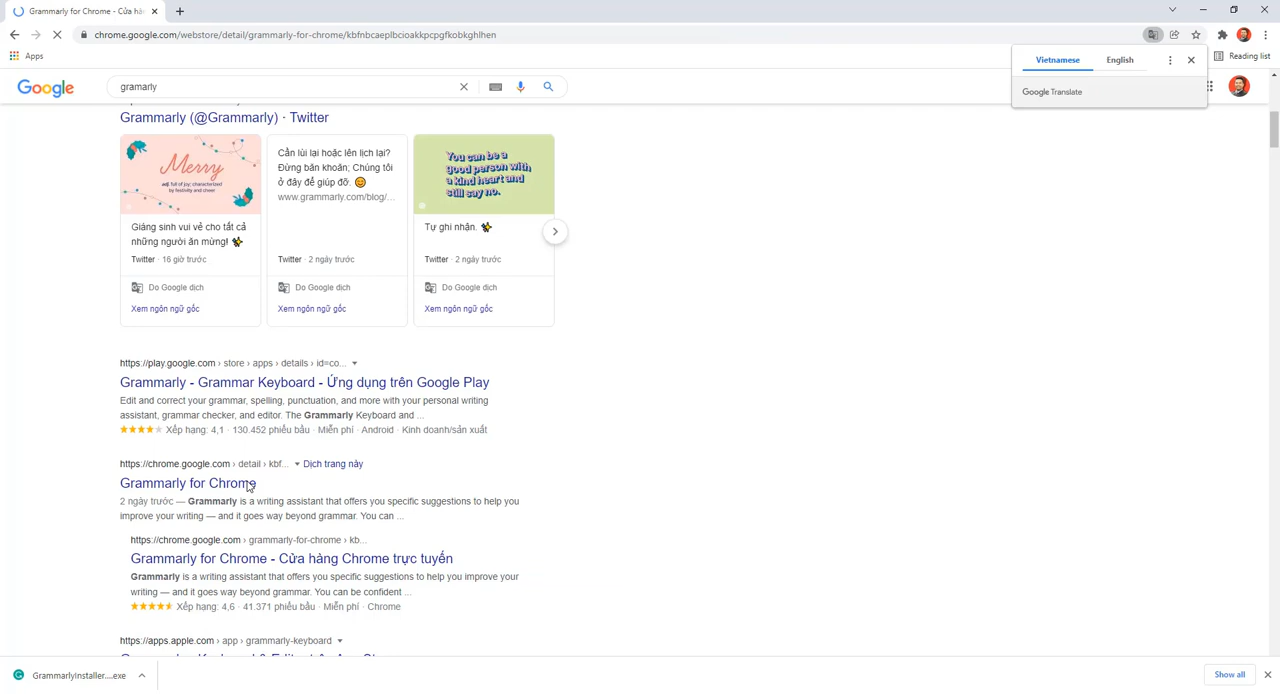 Grammarly for Chrome - Cửa hà
chrome.google.com/webstore/detail/grammarly-for-chrome/kbfnbcaeplbcioakkpcpgfkobkghlhen
Apps
Reading list
Vietnamese English
Google Translate
Google
gramarly
Grammarly (@Grammarly) · Twitter
Merry
adj. full of joy; characterized
by festivity and cheer
Giáng sinh vui vẻ cho tất cả
những người ăn mừng!
Twitter · 16 giờ trước
Do Google dịch
Xem ngôn ngữ gốc
Cần lùi lại hoặc lên lịch lại?
Đừng băn khoăn; Chúng tôi
ở đây để giúp đỡ.
www.grammarly.com/blog/...
Twitter · 2 ngày trước
Do Google dịch
Xem ngôn ngữ gốc
You can be a
good person with
a kind heart and
still say no.
Tự ghi nhận.
Twitter · 2 ngày trước
Do Google dịch
Xem ngôn ngữ gốc
https://play.google.com › store › apps › details › id=co...
Grammarly - Grammar Keyboard - Ứng dụng trên Google Play
Edit and correct your grammar, spelling, punctuation, and more with your personal writing
assistant, grammar checker, and editor. The Grammarly Keyboard and ...
Xếp hạng: 4,1 · 130.452 phiếu bầu · Miễn phí · Android · Kinh doanh/sản xuất
https://chrome.google.com › detail › kbf... Dịch trang này
Grammarly for Chrome
2 ngày trước — Grammarly is a writing assistant that offers you specific suggestions to help you
improve your writing — and it goes way beyond grammar. You can ...
https://chrome.google.com › grammarly-for-chrome › kb...
Grammarly for Chrome - Cửa hàng Chrome trực tuyến
Grammarly is a writing assistant that offers you specific suggestions to help you improve your
writing — and it goes way beyond grammar. You can be confident ...
Xếp hạng: 4,6 · 41.371 phiếu bầu · Miễn phí · Chrome
https://apps.apple.com › app › grammarly-keyboard
GrammarlyInstaller....exe
Show all